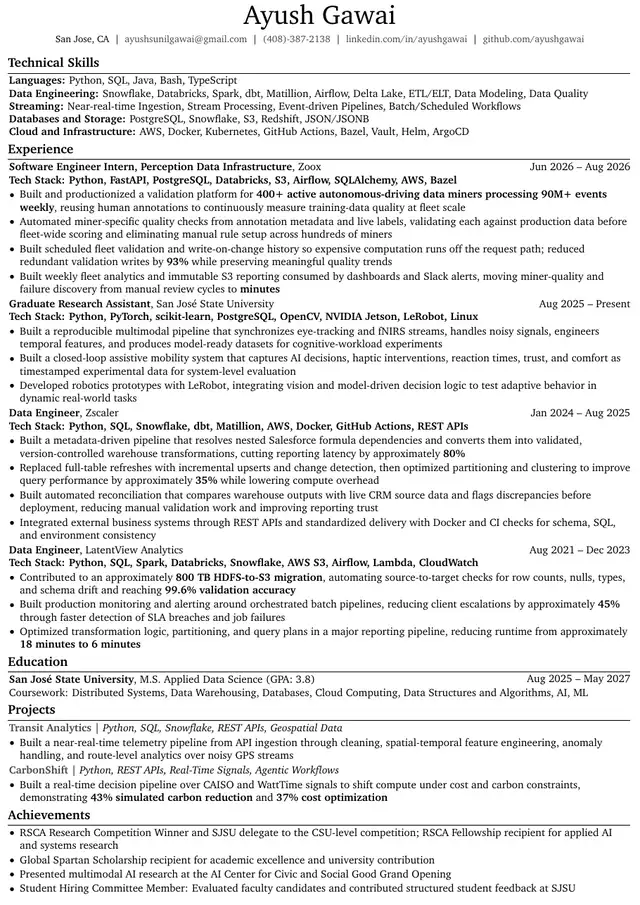 Ayush Gawai
San Jose, CA | ayushsunilgawai@gmail.com | (408)-387-2138 | linkedin.com/in/ayushgawai | github.com/ayushgawai
Technical Skills
Languages: Python, SQL, Java, Bash, TypeScript
Data Engineering: Snowflake, Databricks, Spark, dbt, Matillion, Airflow, Delta Lake, ETL/ELT, Data Modeling, Data Quality
Streaming: Near-real-time Ingestion, Stream Processing, Event-driven Pipelines, Batch/Scheduled Workflows
Databases and Storage: PostgreSQL, Snowflake, S3, Redshift, JSON/JSONB
Cloud and Infrastructure: AWS, Docker, Kubernetes, GitHub Actions, Bazel, Vault, Helm, ArgoCD
Experience
Software Engineer Intern, Perception Data Infrastructure, Zoox Jun 2026 – Aug 2026
Tech Stack: Python, FastAPI, PostgreSQL, Databricks, S3, Airflow, SQLAlchemy, AWS, Bazel
• Built and productionized a validation platform for 400+ active autonomous-driving data miners processing 90M+ events
weekly, reusing human annotations to continuously measure training-data quality at fleet scale
• Automated miner-specific quality checks from annotation metadata and live labels, validating each against production data before
fleet-wide scoring and eliminating manual rule setup across hundreds of miners
• Built scheduled fleet validation and write-on-change history so expensive computation runs off the request path; reduced
redundant validation writes by 93% while preserving meaningful quality trends
• Built weekly fleet analytics and immutable S3 reporting consumed by dashboards and Slack alerts, moving miner-quality and
failure discovery from manual review cycles to minutes
Graduate Research Assistant, San José State University Aug 2025 – Present
Tech Stack: Python, PyTorch, scikit-learn, PostgreSQL, OpenCV, NVIDIA Jetson, LeRobot, Linux
• Built a reproducible multimodal pipeline that synchronizes eye-tracking and fNIRS streams, handles noisy signals, engineers
temporal features, and produces model-ready datasets for cognitive-workload experiments
• Built a closed-loop assistive mobility system that captures AI decisions, haptic interventions, reaction times, trust, and comfort as
timestamped experimental data for system-level evaluation
• Developed robotics prototypes with LeRobot, integrating vision and model-driven decision logic to test adaptive behavior in
dynamic real-world tasks
Data Engineer, Zscaler Jan 2024 – Aug 2025
Tech Stack: Python, SQL, Snowflake, dbt, Matillion, AWS, Docker, GitHub Actions, REST APIs
• Built a metadata-driven pipeline that resolves nested Salesforce formula dependencies and converts them into validated,
version-controlled warehouse transformations, cutting reporting latency by approximately 80%
• Replaced full-table refreshes with incremental upserts and change detection, then optimized partitioning and clustering to improve
query performance by approximately 35% while lowering compute overhead
• Built automated reconciliation that compares warehouse outputs with live CRM source data and flags discrepancies before
deployment, reducing manual validation work and improving reporting trust
• Integrated external business systems through REST APIs and standardized delivery with Docker and CI checks for schema, SQL,
and environment consistency
Data Engineer, LatentView Analytics Aug 2021 – Dec 2023
Tech Stack: Python, SQL, Spark, Databricks, Snowflake, AWS S3, Airflow, Lambda, CloudWatch
• Contributed to an approximately 800 TB HDFS-to-S3 migration, automating source-to-target checks for row counts, nulls, types,
and schema drift and reaching 99.6% validation accuracy
• Built production monitoring and alerting around orchestrated batch pipelines, reducing client escalations by approximately 45%
through faster detection of SLA breaches and job failures
• Optimized transformation logic, partitioning, and query plans in a major reporting pipeline, reducing runtime from approximately
18 minutes to 6 minutes
Education
San José State University, M.S. Applied Data Science (GPA: 3.8) Aug 2025 – May 2027
Coursework: Distributed Systems, Data Warehousing, Databases, Cloud Computing, Data Structures and Algorithms, AI, ML
Projects
Transit Analytics | Python, SQL, Snowflake, REST APIs, Geospatial Data
• Built a near-real-time telemetry pipeline from API ingestion through cleaning, spatial-temporal feature engineering, anomaly
handling, and route-level analytics over noisy GPS streams
CarbonShift | Python, REST APIs, Real-Time Signals, Agentic Workflows
• Built a real-time decision pipeline over CAISO and WattTime signals to shift compute under cost and carbon constraints,
demonstrating 43% simulated carbon reduction and 37% cost optimization
Achievements
• RSCA Research Competition Winner and SJSU delegate to the CSU-level competition; RSCA Fellowship recipient for applied AI
and systems research
• Global Spartan Scholarship recipient for academic excellence and university contribution
• Presented multimodal AI research at the AI Center for Civic and Social Good Grand Opening
• Student Hiring Committee Member: Evaluated faculty candidates and contributed structured student feedback at SJSU